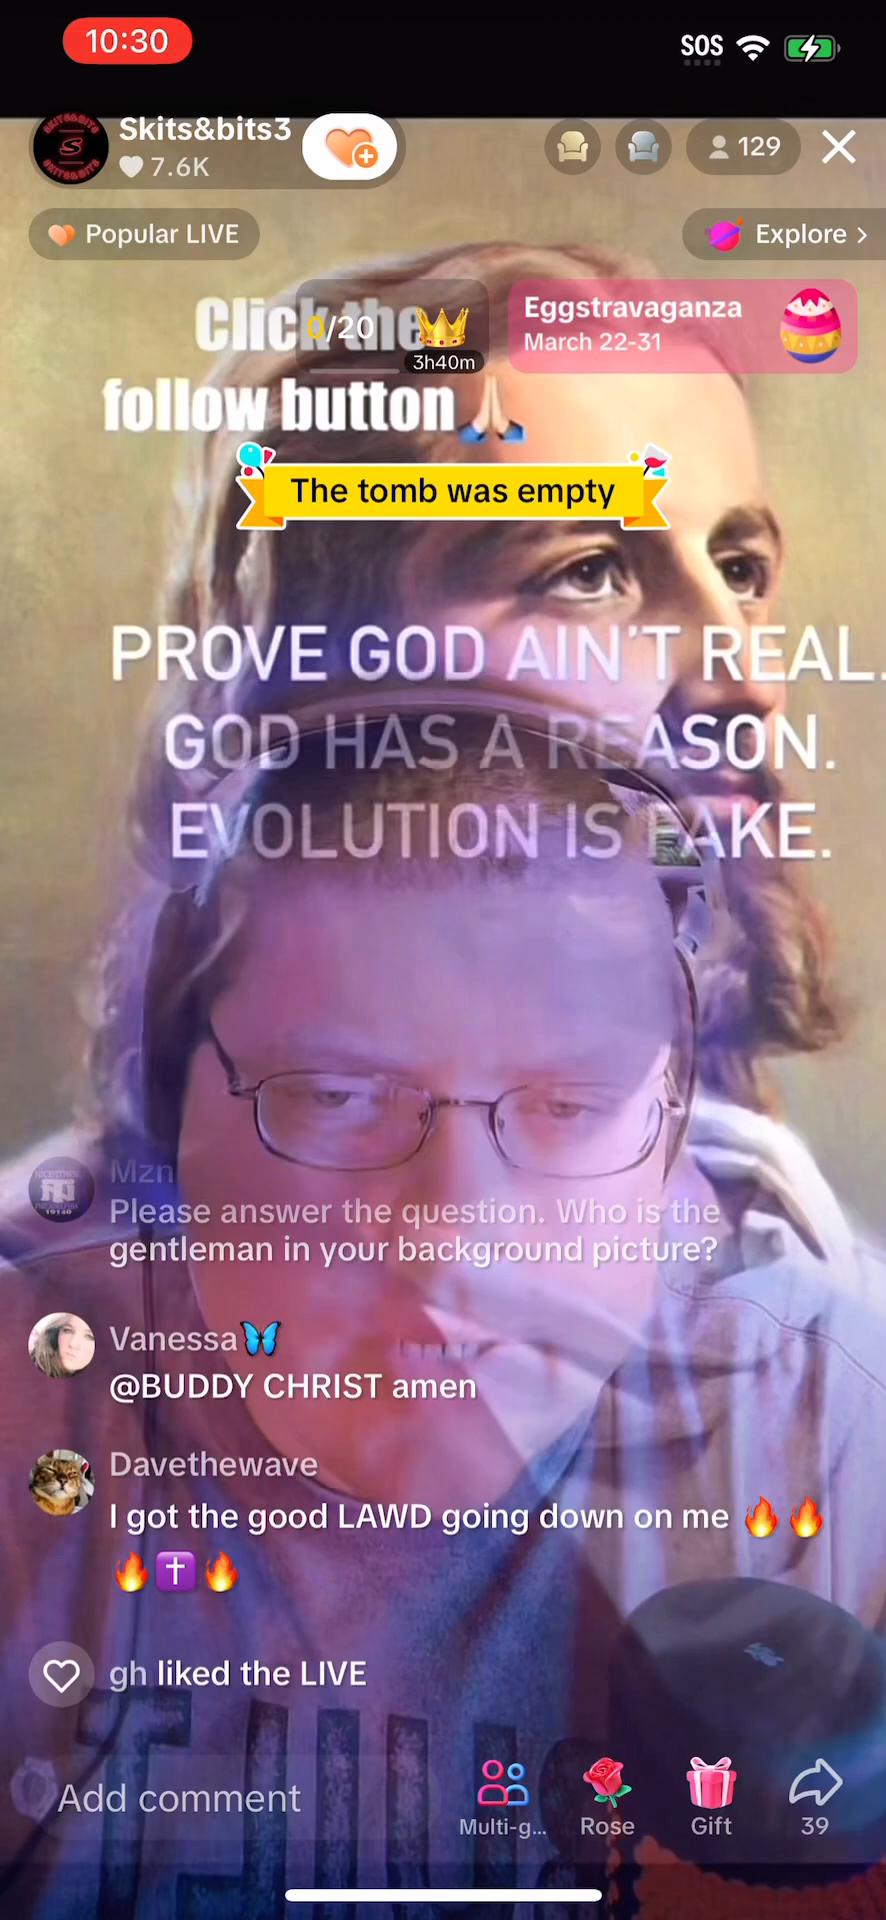 10:30
SOS
Skits&bits3
7.6K
129
Popular LIVE
Explore >
Click the
0/20
3h40m
Eggstravaganza
March 22-31
follow button🙏
The tomb was empty
PROVE GOD AIN'T REAL.
GOD HAS A REASON.
EVOLUTION IS FAKE.
Mzn
Please answer the question. Who is the
gentleman in your background picture?
Vanessa🦋
@BUDDY CHRIST amen
Davethewave
I got the good LAWD going down on me 🔥🔥
🔥✝️🔥
gh liked the LIVE
Add comment
Multi-g...
Rose
Gift
39